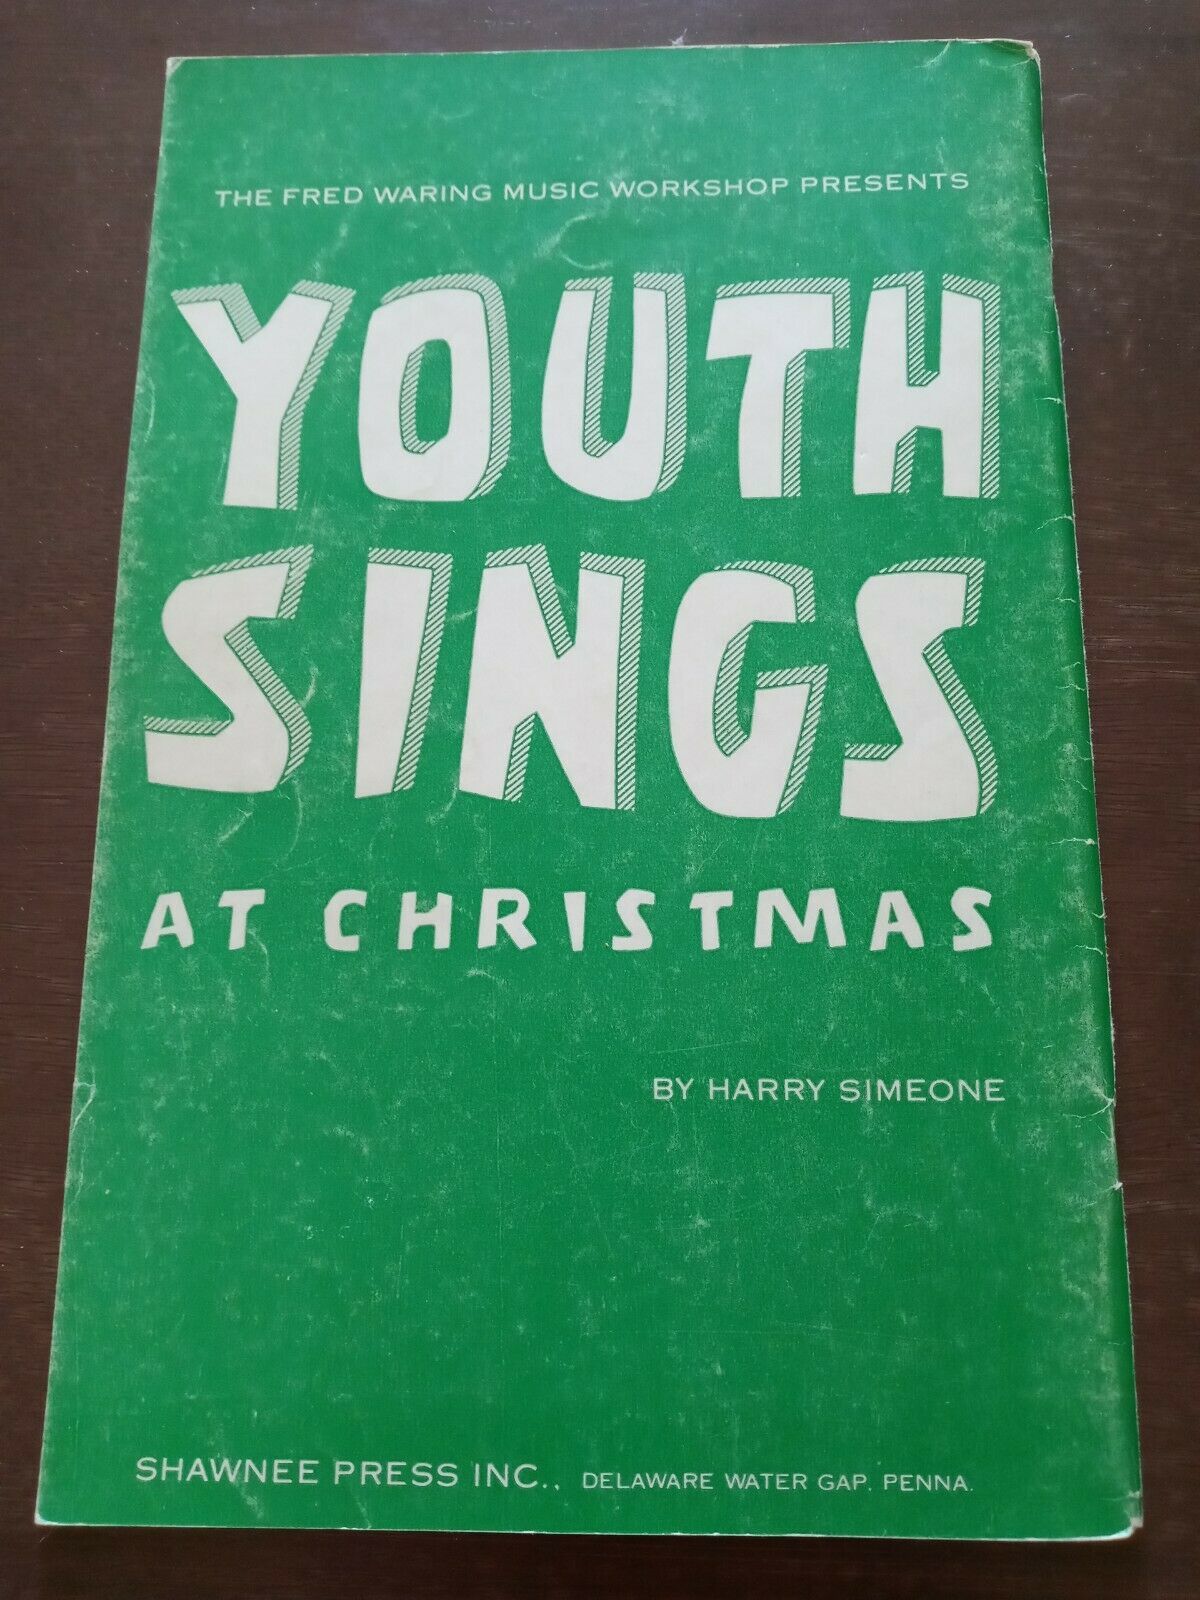 THE FRED WARING MUSIC WORKSHOP PRESENTS
YOUTH
SINGS
AT CHRISTMAS
BY HARRY SIMEONE
SHAWNEE PRESS INC., DELAWARE WATER GAP, PENNA.